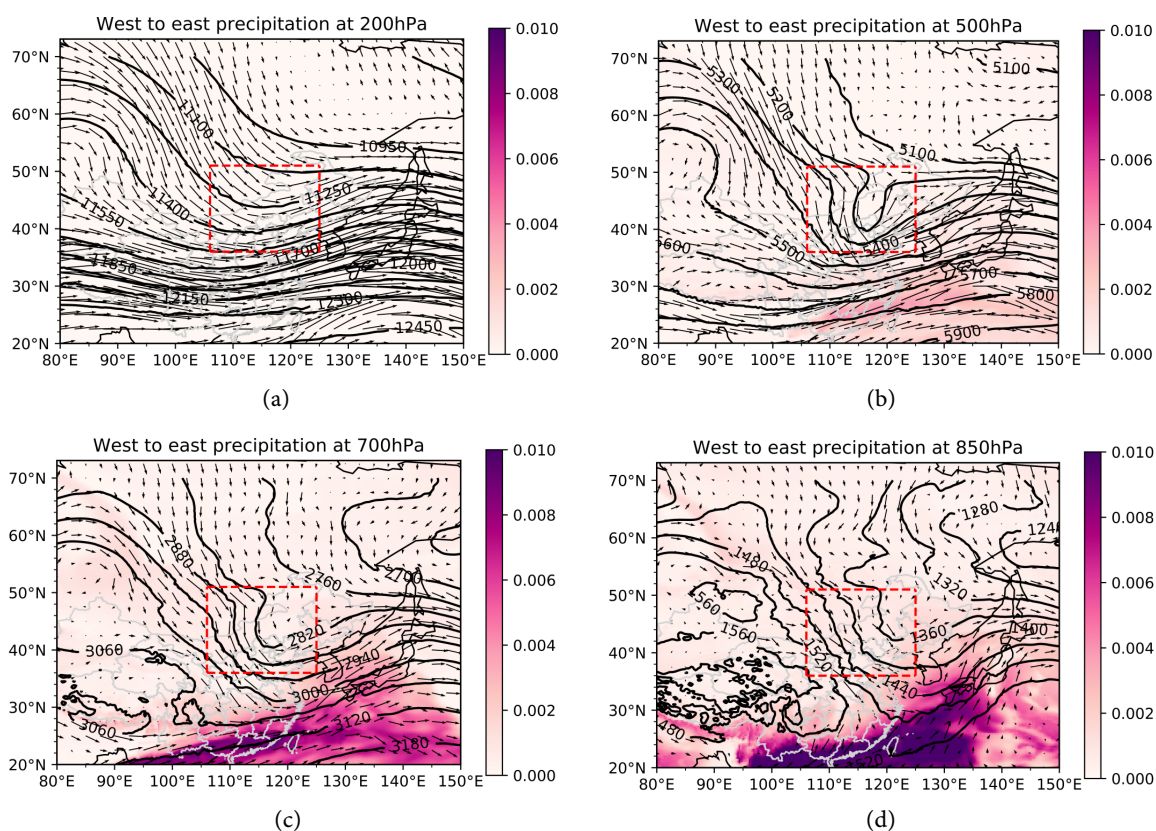 West to east precipitation at 200hPa
70°N
60°N
50°N
40°N
30°N
20°N
80°E 90°E 100°E 110°E 120°E 130°E 140°E 150°E
11100
10950
11250
11400
11550
11700
11850
12000
12150
12300
12450
0.010
0.008
0.006
0.004
0.002
0.000
(a)
West to east precipitation at 500hPa
70°N
60°N
50°N
40°N
30°N
20°N
80°E 90°E 100°E 110°E 120°E 130°E 140°E 150°E
5100
5300
5200
5100
5400
5600
5500
5700
5800
5900
0.010
0.008
0.006
0.004
0.002
0.000
(b)
West to east precipitation at 700hPa
70°N
60°N
50°N
40°N
30°N
20°N
80°E 90°E 100°E 110°E 120°E 130°E 140°E 150°E
2880
2760
2700
2820
3060
2940
3000
3060
3120
3180
0.010
0.008
0.006
0.004
0.002
0.000
(c)
West to east precipitation at 850hPa
70°N
60°N
50°N
40°N
30°N
20°N
80°E 90°E 100°E 110°E 120°E 130°E 140°E 150°E
1280
1480
1320
1560
1560
1400
1360
1520
1440
0.010
0.008
0.006
0.004
0.002
0.000
(d)